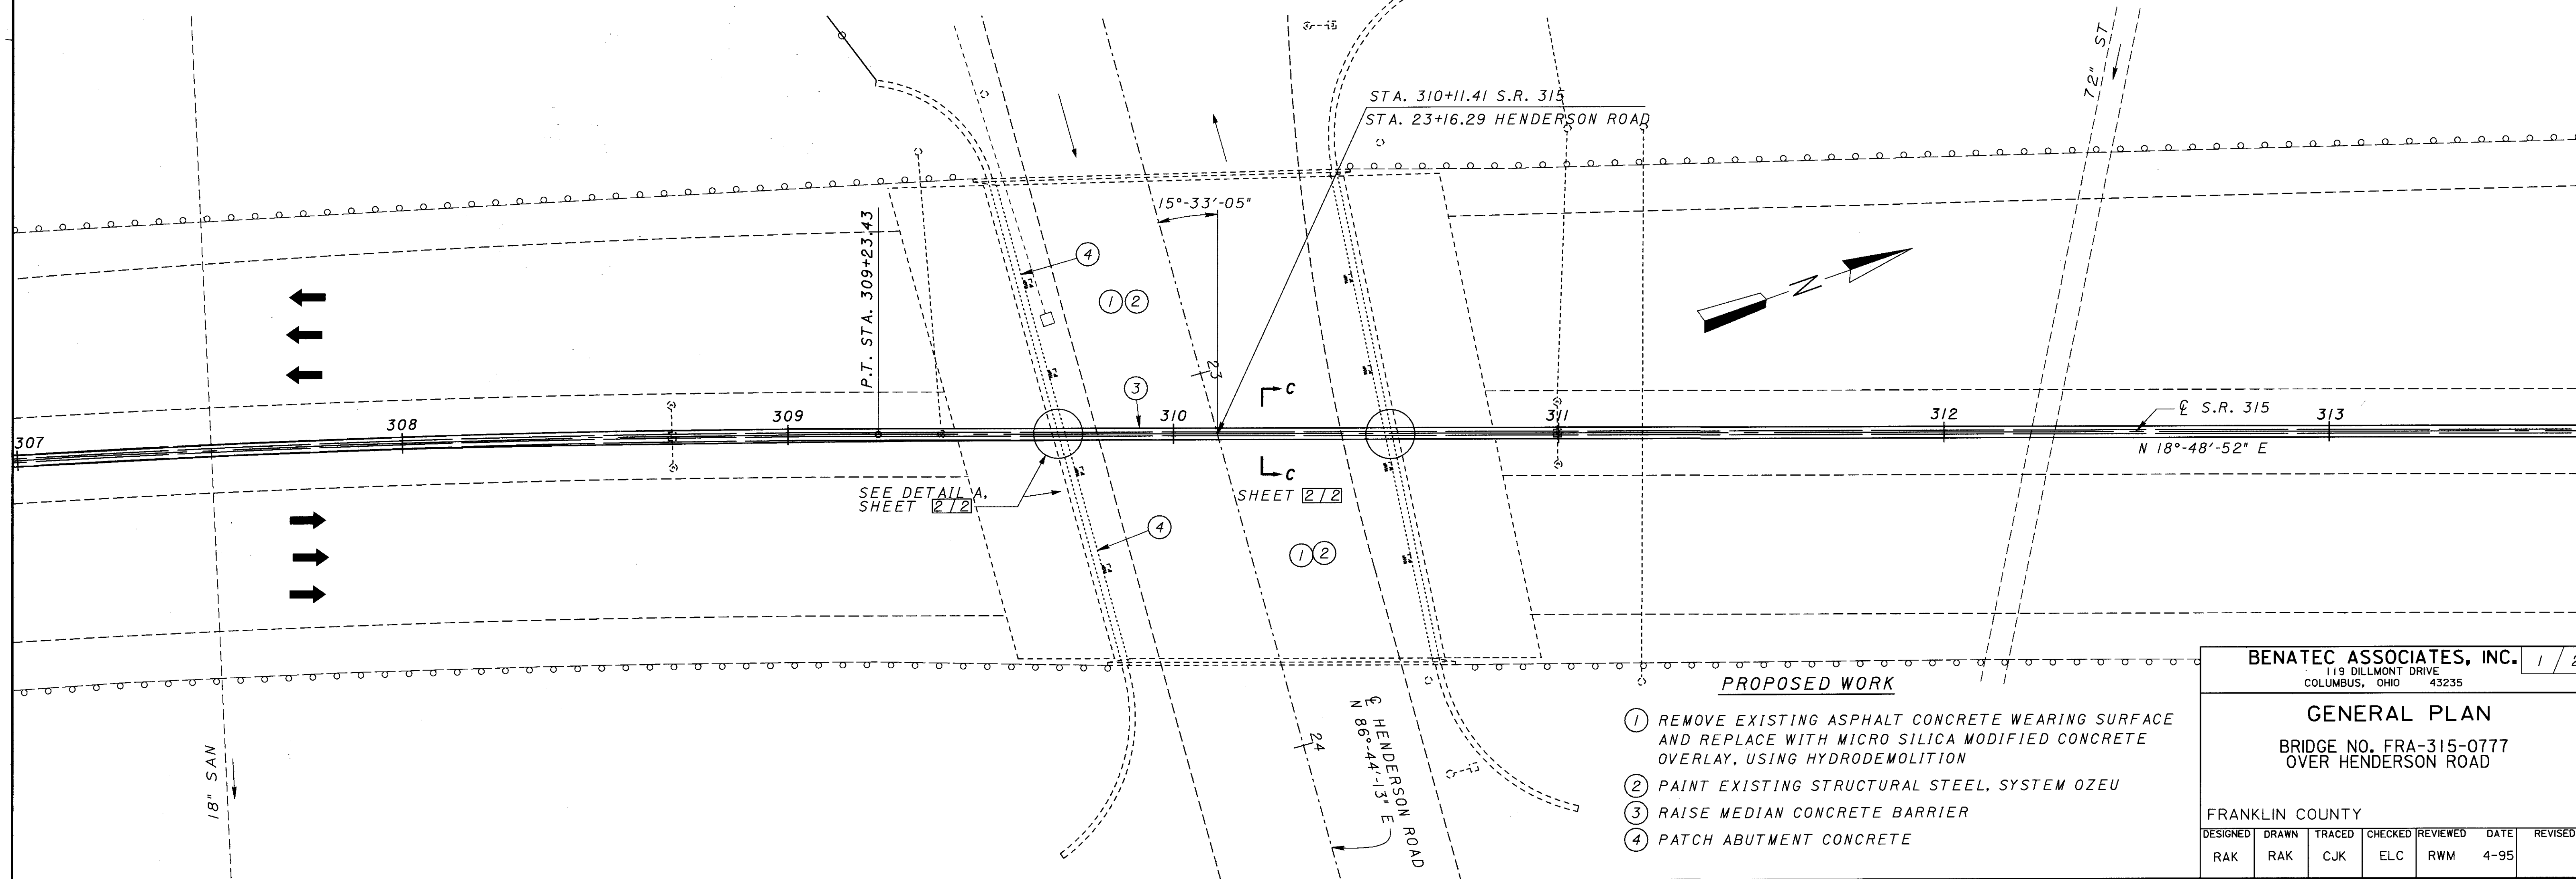 72" ST
STA. 310+11.41 S.R. 315
STA. 23+16.29 HENDERSON ROAD
15°-33'-05"
P.T. STA. 309+23.43
4
1 2
N
3
23
C
307
308
309
310
311
312
313
℄ S.R. 315
N 18°-48'-52" E
C
SEE DETAIL A,
SHEET 2/2
SHEET 2/2
4
1 2
18" SAN
24
℄ HENDERSON ROAD
N 86°-44'-13" E
PROPOSED WORK
1 REMOVE EXISTING ASPHALT CONCRETE WEARING SURFACE
AND REPLACE WITH MICRO SILICA MODIFIED CONCRETE
OVERLAY, USING HYDRODEMOLITION
2 PAINT EXISTING STRUCTURAL STEEL, SYSTEM OZEU
3 RAISE MEDIAN CONCRETE BARRIER
4 PATCH ABUTMENT CONCRETE
BENATEC ASSOCIATES, INC. 1/2
119 DILLMONT DRIVE
COLUMBUS, OHIO 43235
GENERAL PLAN
BRIDGE NO. FRA-315-0777
OVER HENDERSON ROAD
FRANKLIN COUNTY
DESIGNED DRAWN TRACED CHECKED REVIEWED DATE REVISED
RAK RAK CJK ELC RWM 4-95